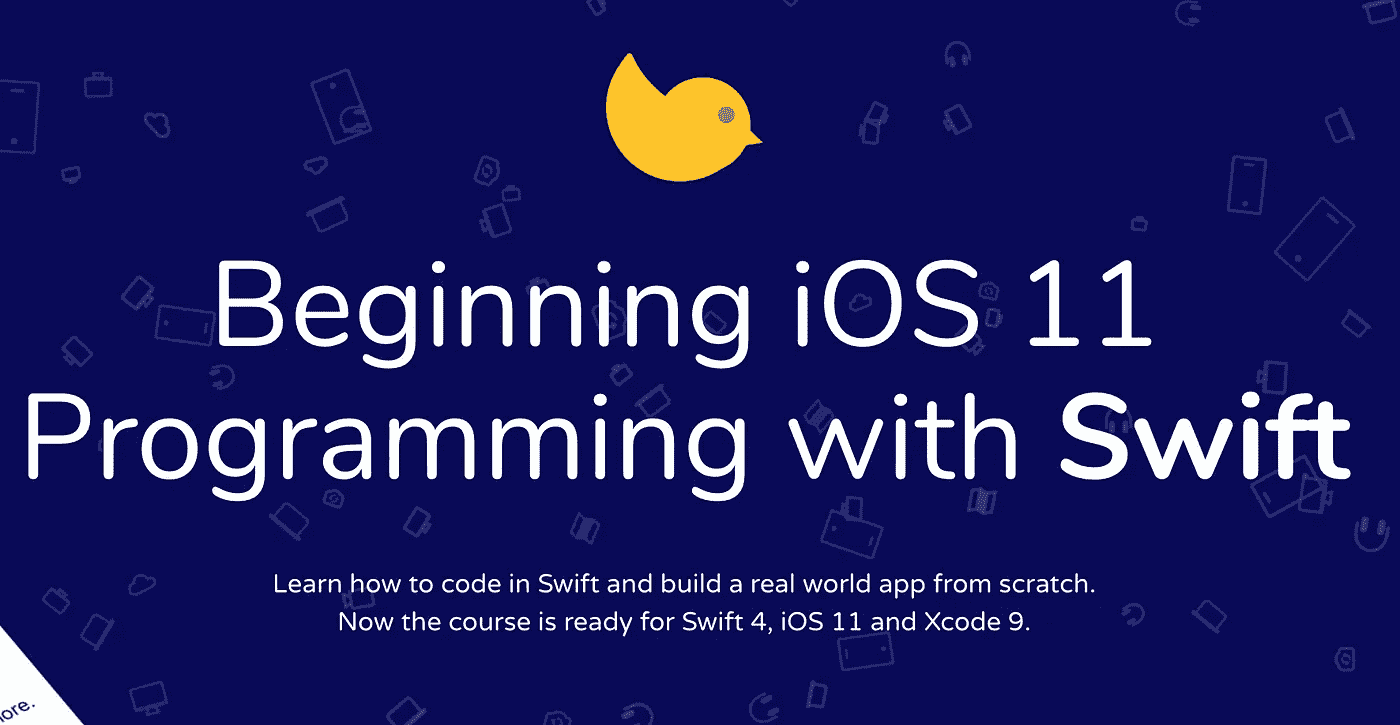 Beginning iOS 11
Programming with Swift
Learn how to code in Swift and build a real world app from scratch.
Now the course is ready for Swift 4, iOS 11 and Xcode 9.